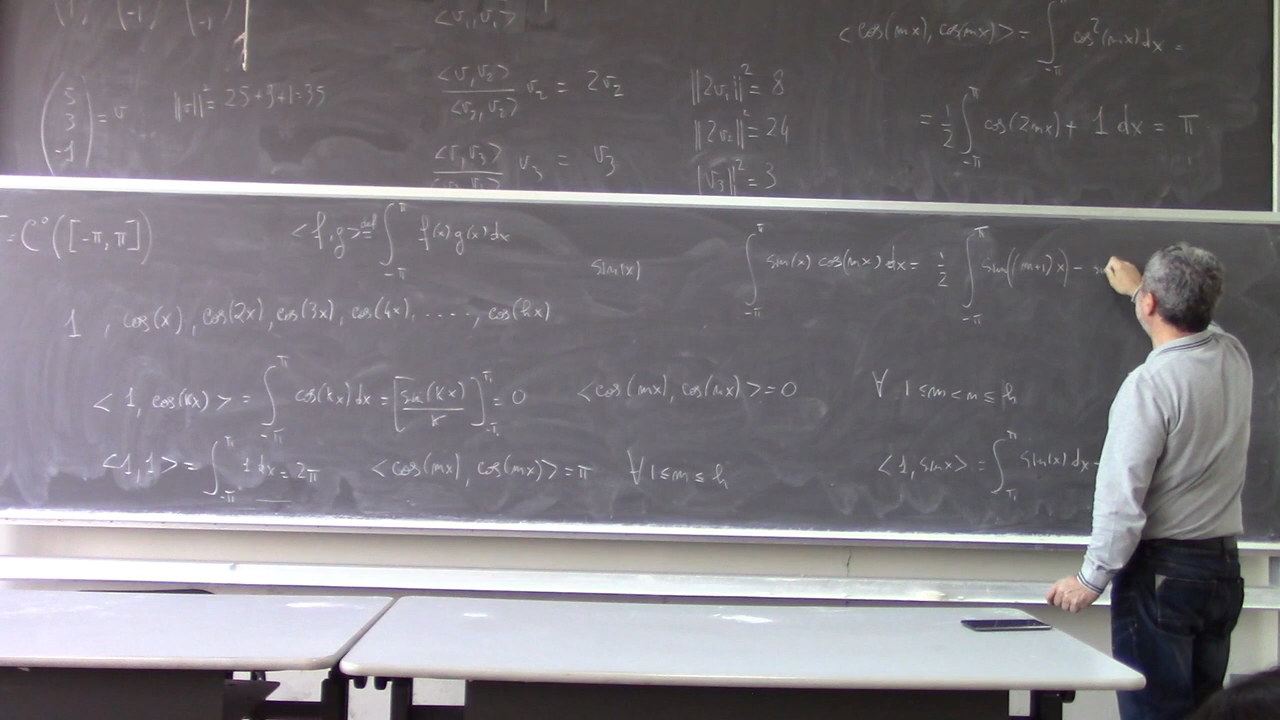 <v₁, v₁>
<cos(mx), cos(mx)> = ∫_{-π}^{π} cos²(mx) dx =
(5 3 -1) = v
||v||² = 25+3+1=35
<v, v₂> / <v₂, v₂> v₂ = 2v₂
||2v₁||² = 8
= 1/2 ∫_{-π}^{π} cos(2mx) + 1 dx = π
||2v₂||² = 24
<v, v₃> / <v₃, v₃> v₃ = v₃
||v₃||² = 3
= C⁰([-π, π])
<f,g> def= ∫_{-π}^{π} f(x) g(x) dx
sin(x)
∫_{-π}^{π} sin(x) cos(mx) dx = 1/2 ∫_{-π}^{π} sin((m+1)x) -
1 , cos(x), cos(2x), cos(3x), cos(4x), ....., cos(hx)
<1, cos(kx)> = ∫_{-π}^{π} cos(kx) dx = [sin(kx)/k]_{-π}^{π} = 0
<cos(mx), cos(nx)> = 0
∀ 1≤m<n≤h
<1,1> = ∫_{-π}^{π} 1 dx = 2π
<cos(mx), cos(mx)> = π ∀ 1≤m≤h
<1, sinx> = ∫_{-π}^{π} sin(x) dx